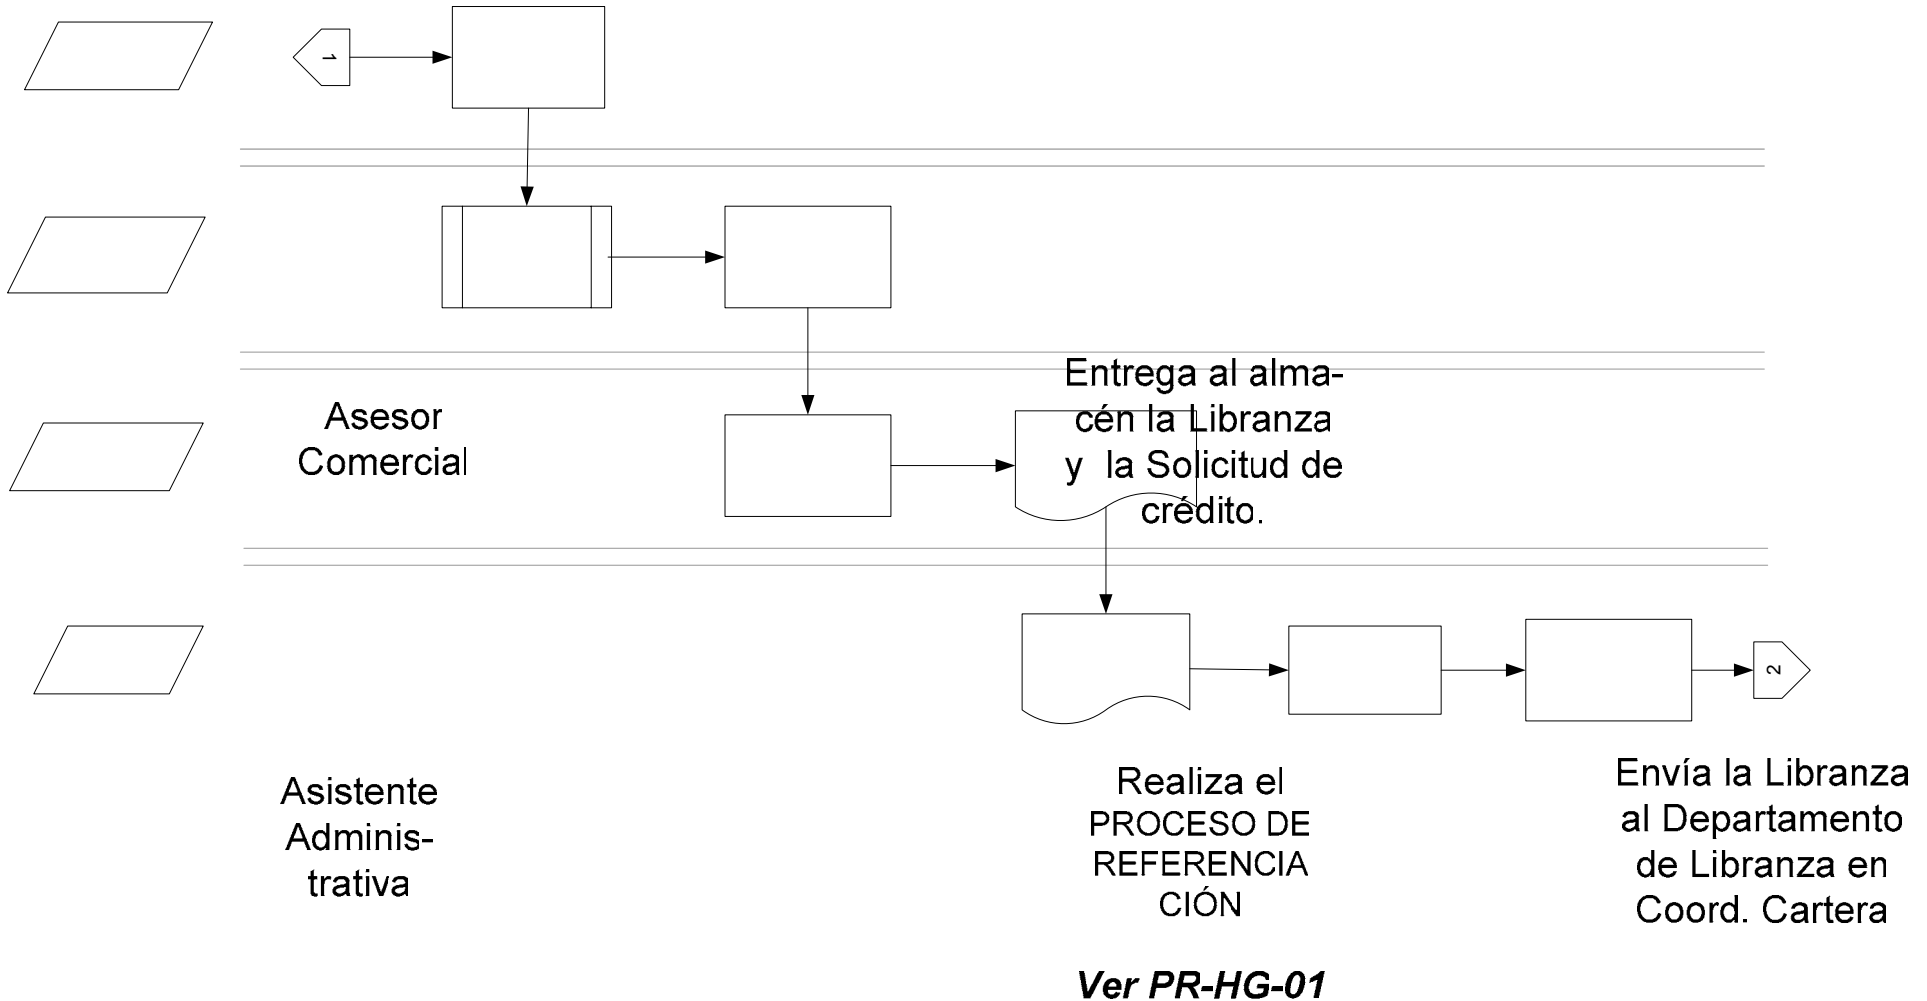 1
Entrega al alma-
cén la Libranza
y la Solicitud de
crédito.
Asesor
Comercial
2
Asistente
Adminis-
trativa
Realiza el
PROCESO DE
REFERENCIA
CIÓN
Ver PR-HG-01
Envía la Libranza
al Departamento
de Libranza en
Coord. Cartera